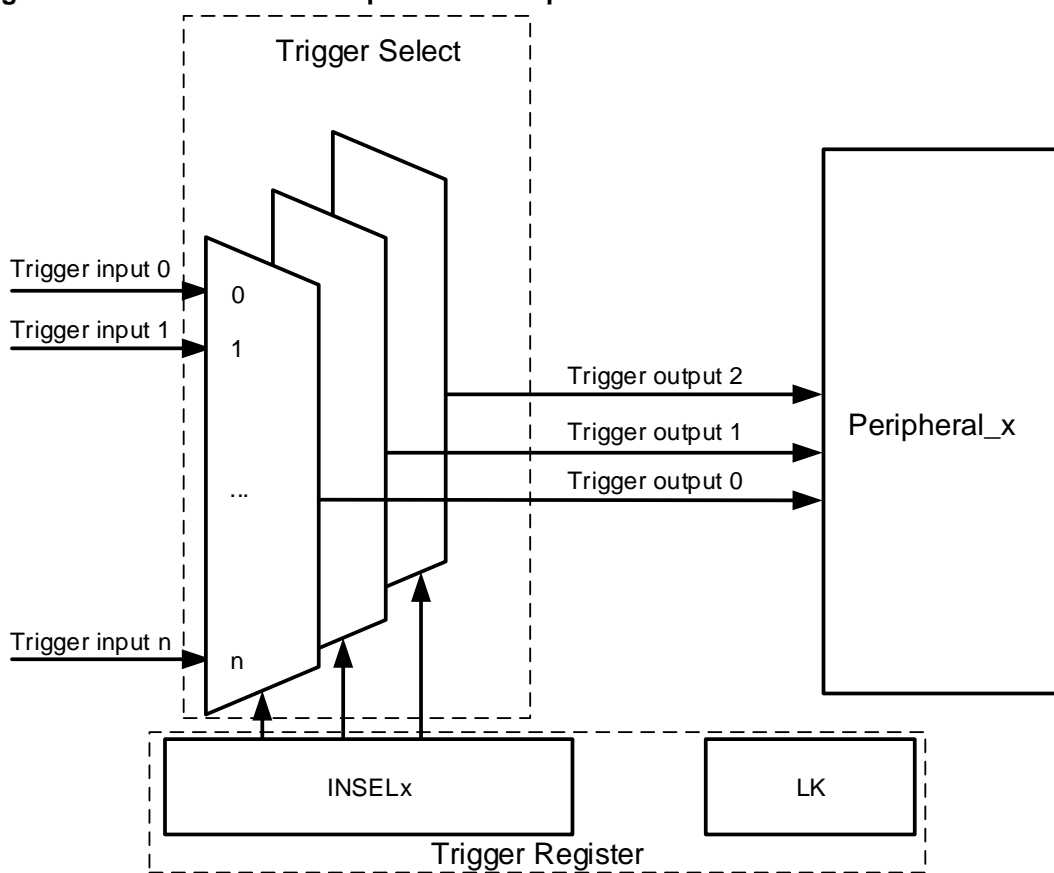 Trigger Select
Trigger input 0
0
Trigger input 1
1
Trigger output 2
Trigger output 1
Peripheral_x
Trigger output 0
...
Trigger input n
n
INSELx
LK
Trigger Register